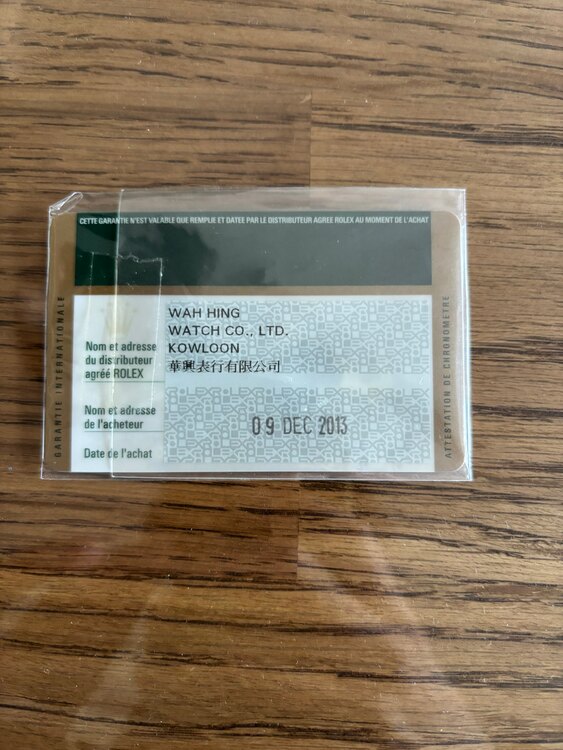 CETTE GARANTIE N'EST VALABLE QUE REMPLIE ET DATEE PAR LE DISTRIBUTEUR AGREE ROLEX AU MOMENT DE L'ACHAT
GARANTIE INTERNATIONALE
Nom et adresse
du distributeur
agréé ROLEX
WAH HING
WATCH CO., LTD.
KOWLOON
華興表行有限公司
Nom et adresse
de l'acheteur
09 DEC 2013
Date de l'achat
ATTESTATION DE CHRONOMETRE